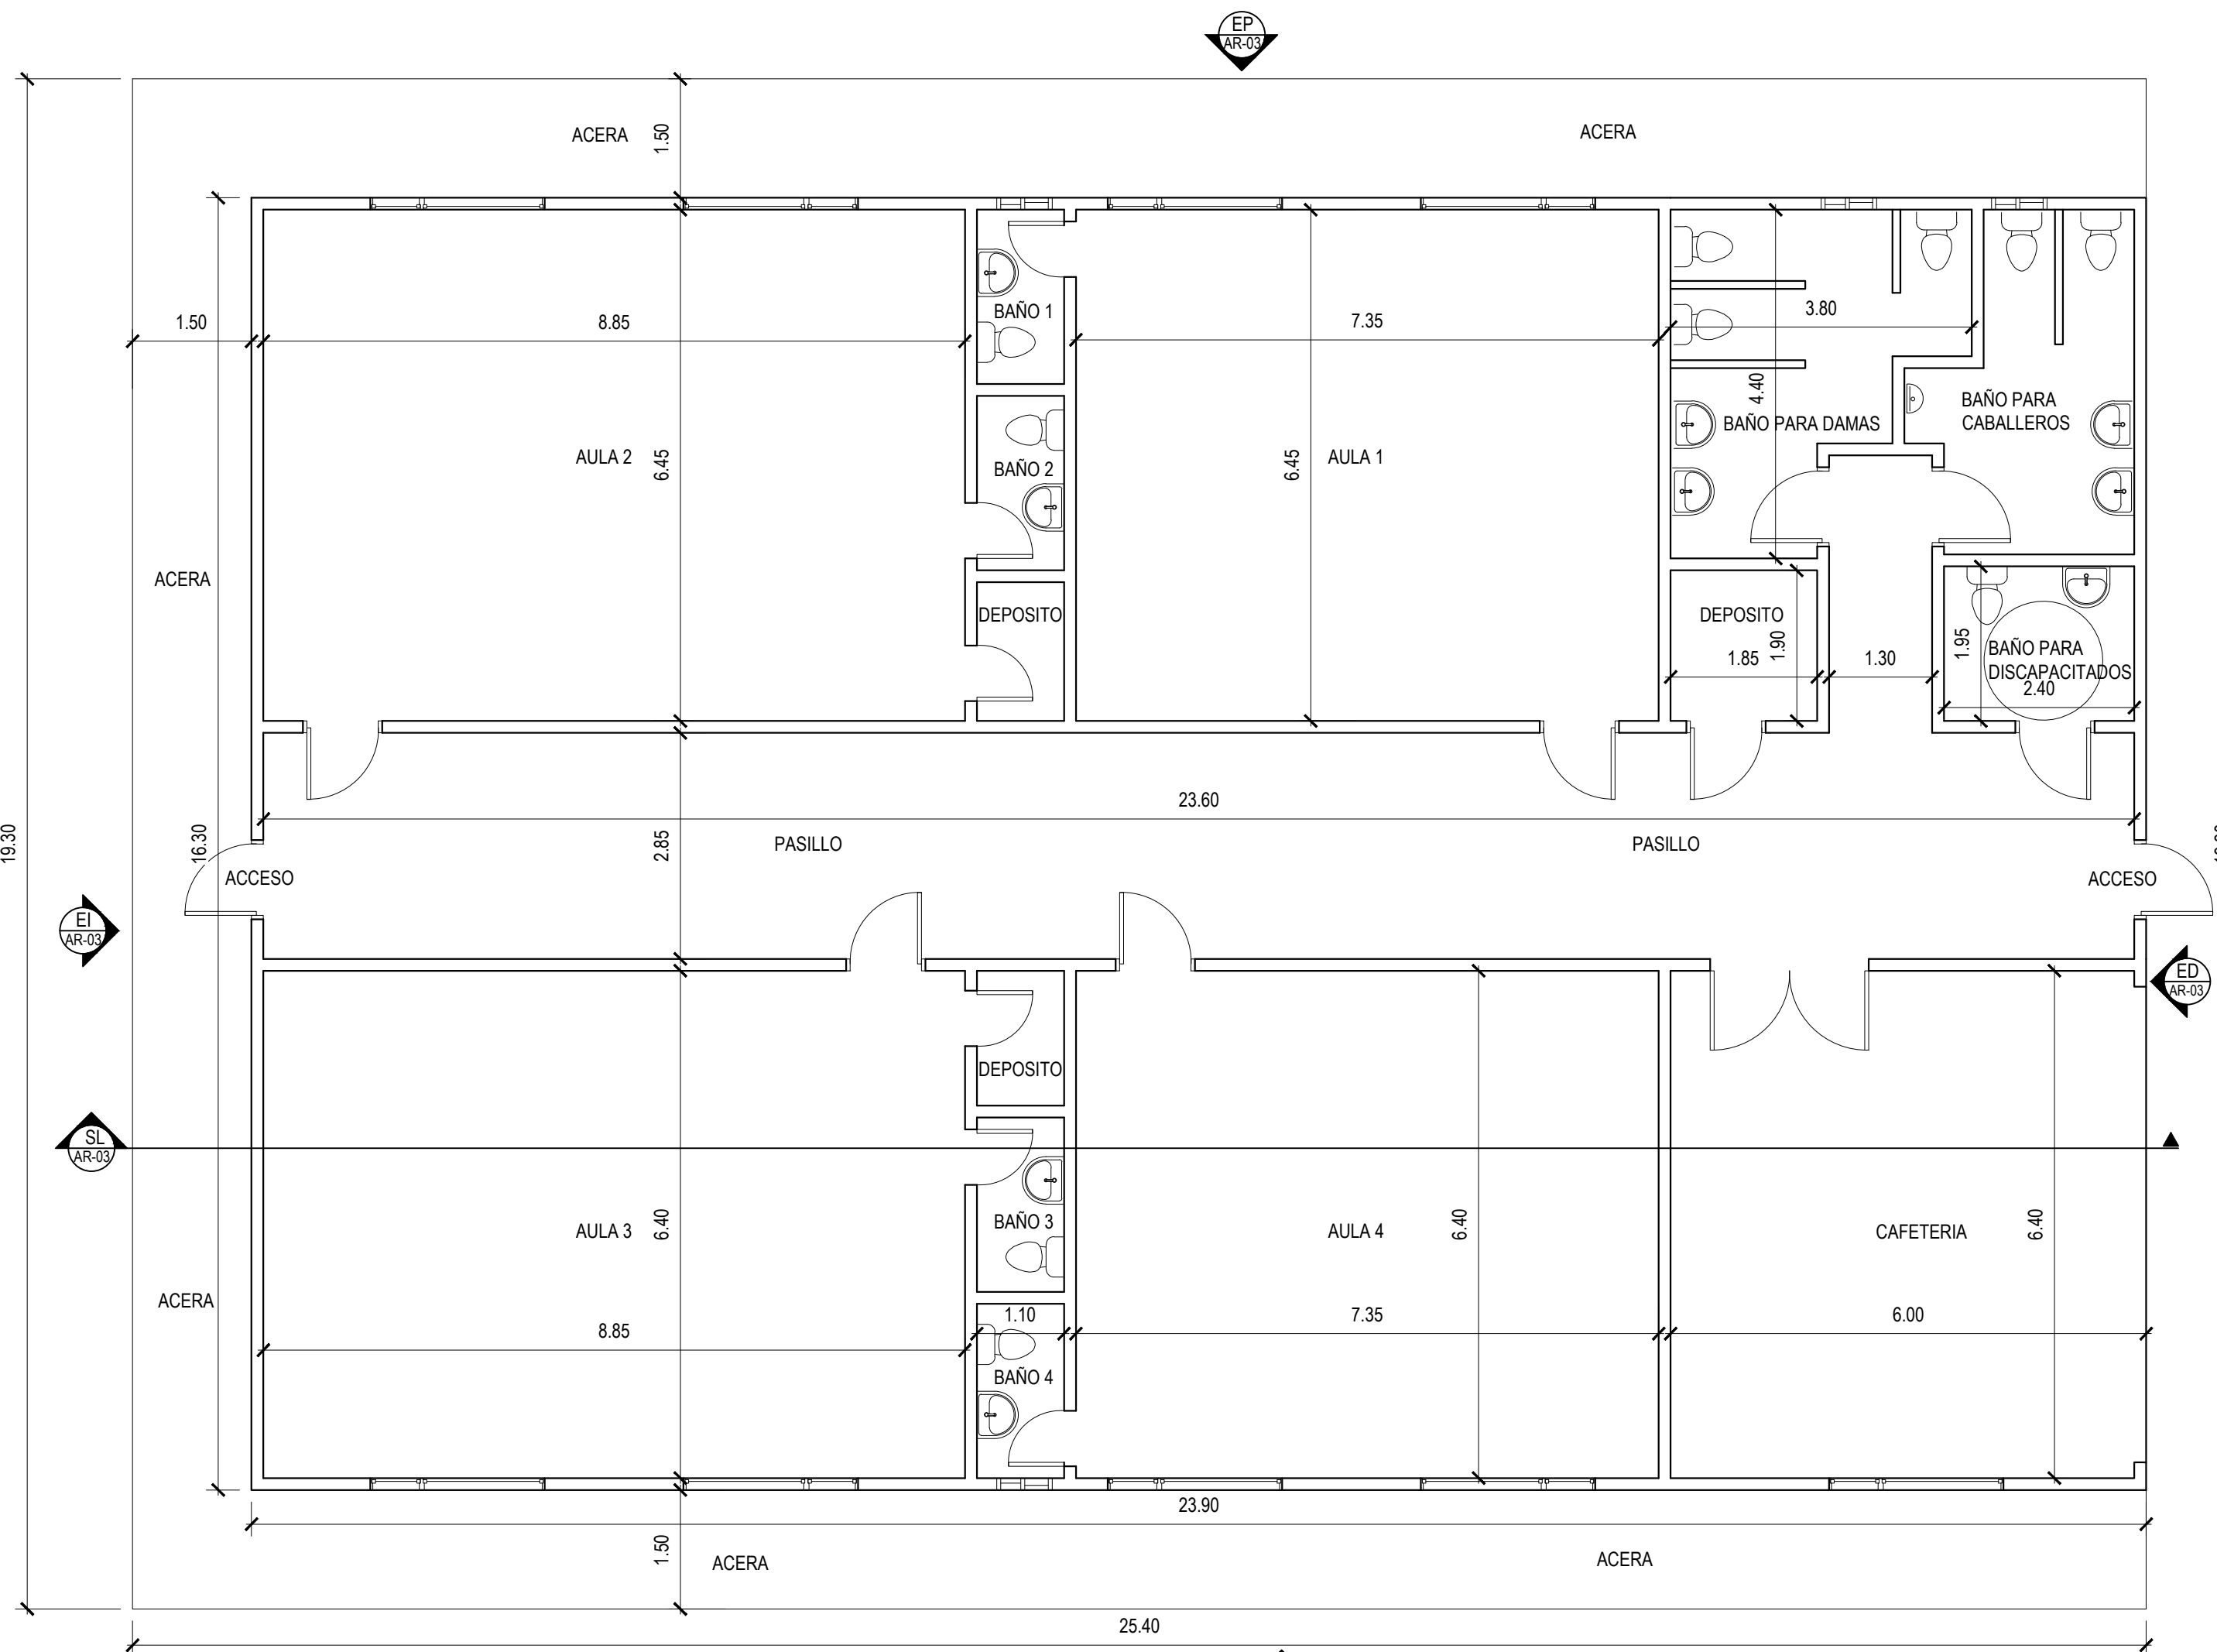 EP
AR-03
ACERA
1.50
ACERA
1.50
8.85
BAÑO 1
7.35
3.80
4.40
BAÑO PARA
CABALLEROS
BAÑO PARA DAMAS
AULA 2
6.45
BAÑO 2
6.45
AULA 1
ACERA
DEPOSITO
DEPOSITO
1.90
1.85
1.30
1.95
BAÑO PARA
DISCAPACITADOS
2.40
23.60
19.30
16.30
2.85
PASILLO
PASILLO
ACCESO
ACCESO
EI
AR-03
ED
AR-03
DEPOSITO
SL
AR-03
AULA 3
6.40
BAÑO 3
AULA 4
6.40
CAFETERIA
6.40
ACERA
8.85
1.10
7.35
6.00
BAÑO 4
23.90
1.50
ACERA
ACERA
25.40